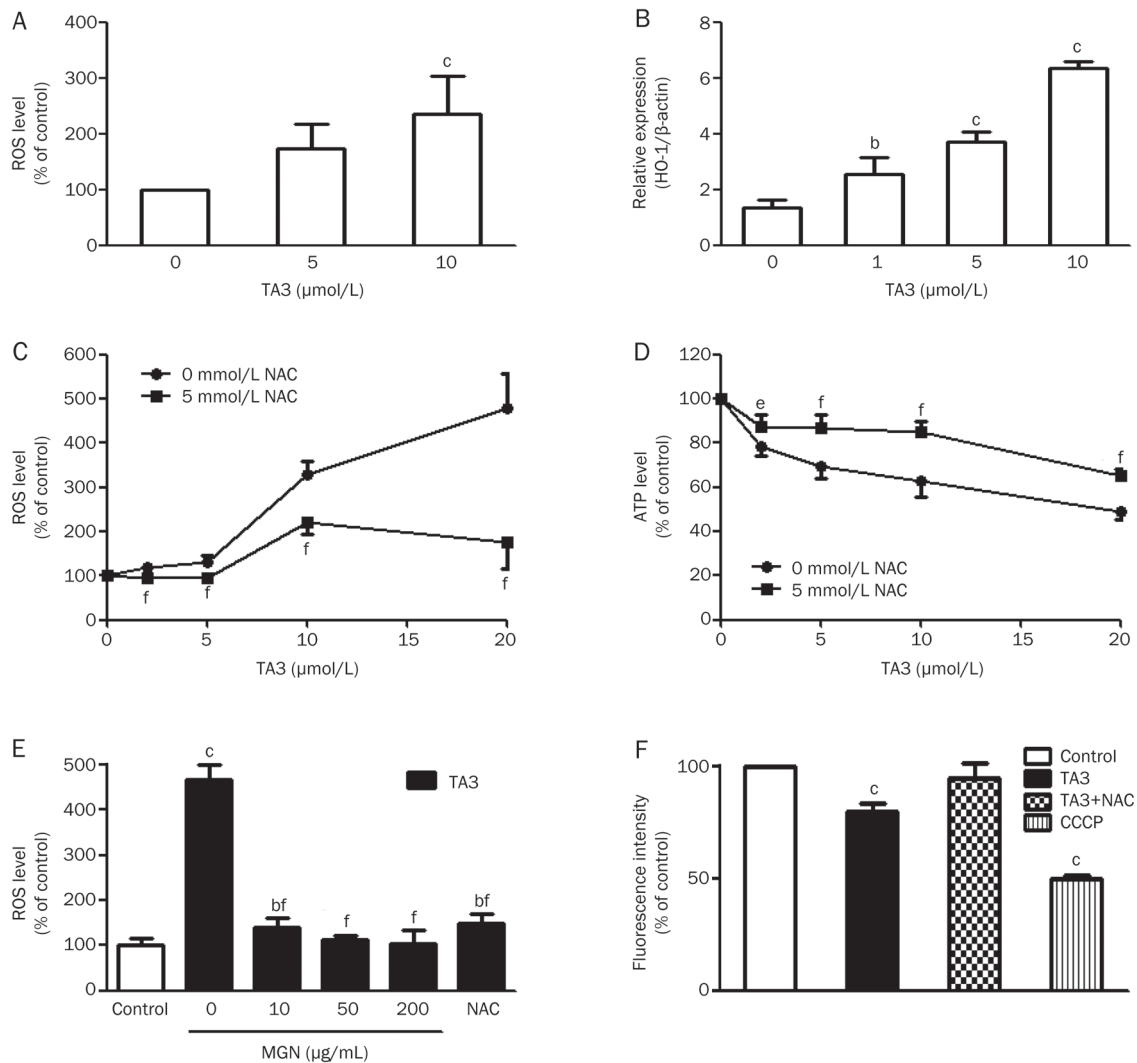 A
ROS level
(% of control)
400
300
200
100
0
c
0 5 10
TA3 (μmol/L)
B
Relative expression
(HO-1/β-actin)
8
6
4
2
0
b
c
c
0 1 5 10
TA3 (μmol/L)
C
ROS level
(% of control)
600
500
400
300
200
100
0
0 mmol/L NAC
5 mmol/L NAC
f
f
f
f
0 5 10 15 20
TA3 (μmol/L)
D
ATP level
(% of control)
120
100
80
60
40
20
0
e
f
f
f
0 mmol/L NAC
5 mmol/L NAC
0 5 10 15 20
TA3 (μmol/L)
E
ROS level
(% of control)
500
400
300
200
100
0
500
c
bf
f
f
bf
TA3
Control 0 10 50 200 NAC
MGN (μg/mL)
F
Fluorescence intensity
(% of control)
100
50
0
c
c
Control
TA3
TA3+NAC
CCCP